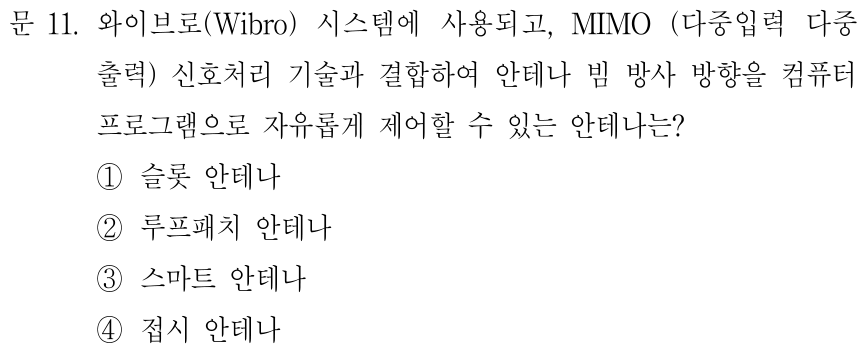 문 11. 와이브로(Wibro) 시스템에 사용되고, MIMO (다중입력 다중
출력) 신호처리 기술과 결합하여 안테나 빔 방사 방향을 컴퓨터
프로그램으로 자유롭게 제어할 수 있는 안테나는?
① 슬롯 안테나
② 루프패치 안테나
③ 스마트 안테나
④ 접시 안테나